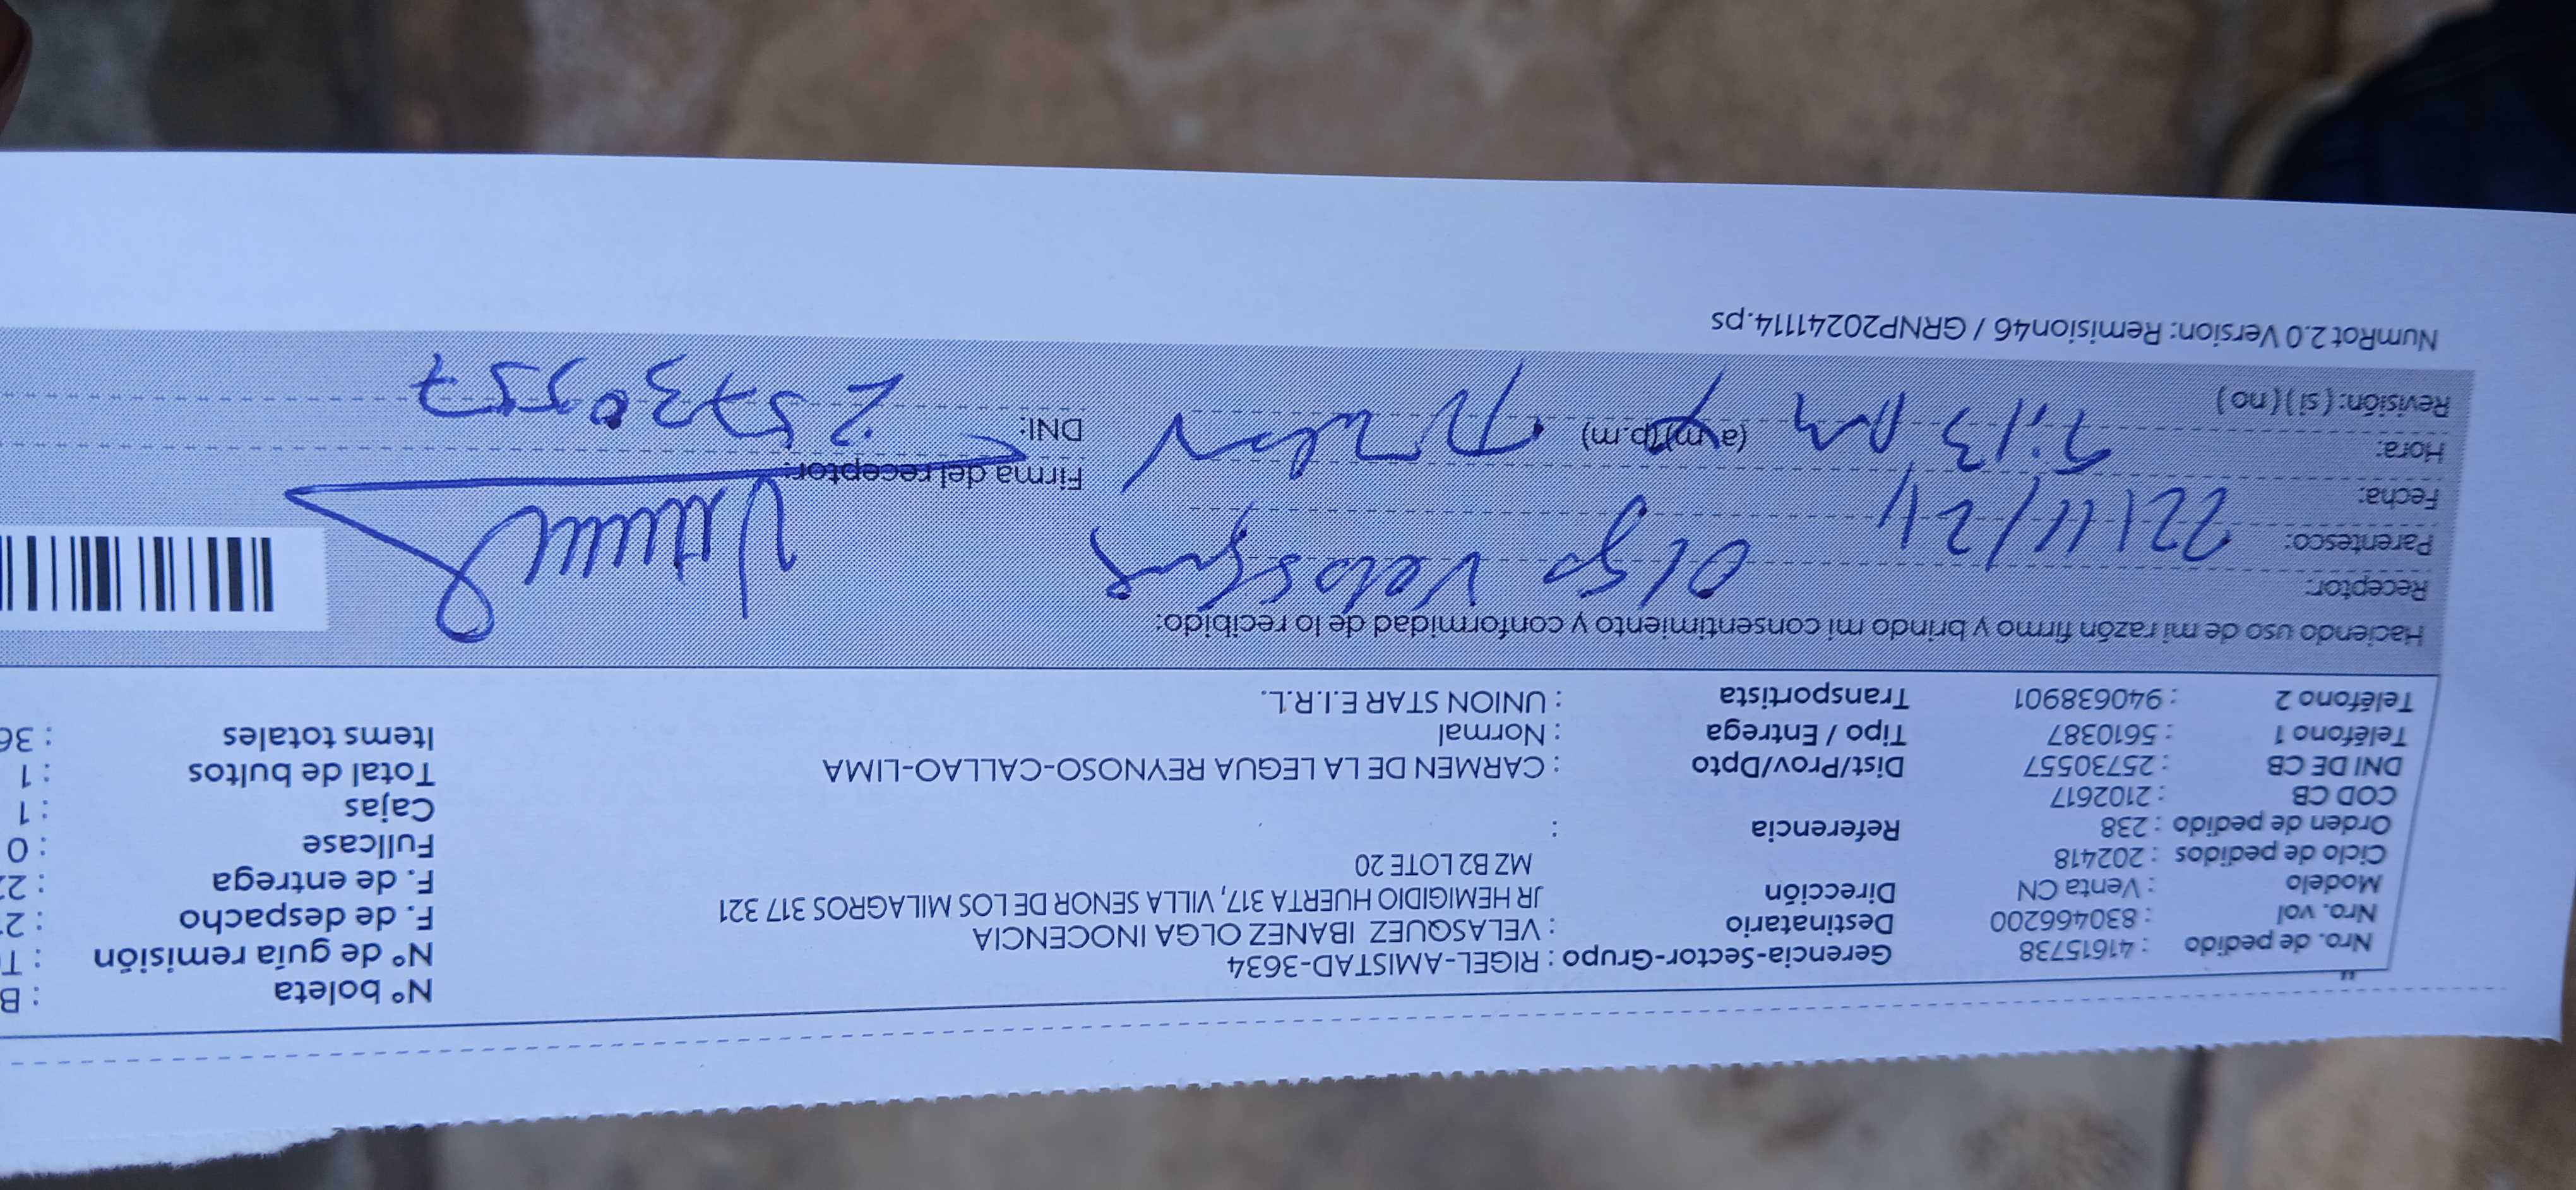 Nro. de pedido : 41615738 Gerencia-Sector-Grupo : RIGEL-AMISTAD-3634 N° boleta : B
Nro. vol : 830466200 Destinatario : VELASQUEZ IBANEZ OLGA INOCENCIA N° de guía remisión : T
Modelo : Venta CN Dirección JR HEMIGIDIO HUERTA 317, VILLA SENOR DE LOS MILAGROS 317 321 F. de despacho : 2
Ciclo de pedidos : 202418 MZ B2 LOTE 20 F. de entrega : 22
Orden de pedido : 238 Referencia : Fullcase : 0
COD CB : 2102617 Cajas : 1
DNI DE CB : 25730557 Dist/Prov/Dpto : CARMEN DE LA LEGUA REYNOSO-CALLAO-LIMA Total de bultos : 1
Teléfono 1 : 5610387 Tipo / Entrega : Normal Items totales : 36
Teléfono 2 : 940638901 Transportista : UNION STAR E.I.R.L.
Haciendo uso de mi razón firmo y brindo mi consentimiento y conformidad de lo recibido:
Receptor: Olga Velasquez
Parentesco:
Fecha: 22/11/24 Firma del receptor:
Hora: 1:13 pm (a.m) (p.m) Titular DNI: 25730557
Revisión: ( si ) ( no )
NumRot 2.0 Version: Remision46 / GRNP20241114.ps